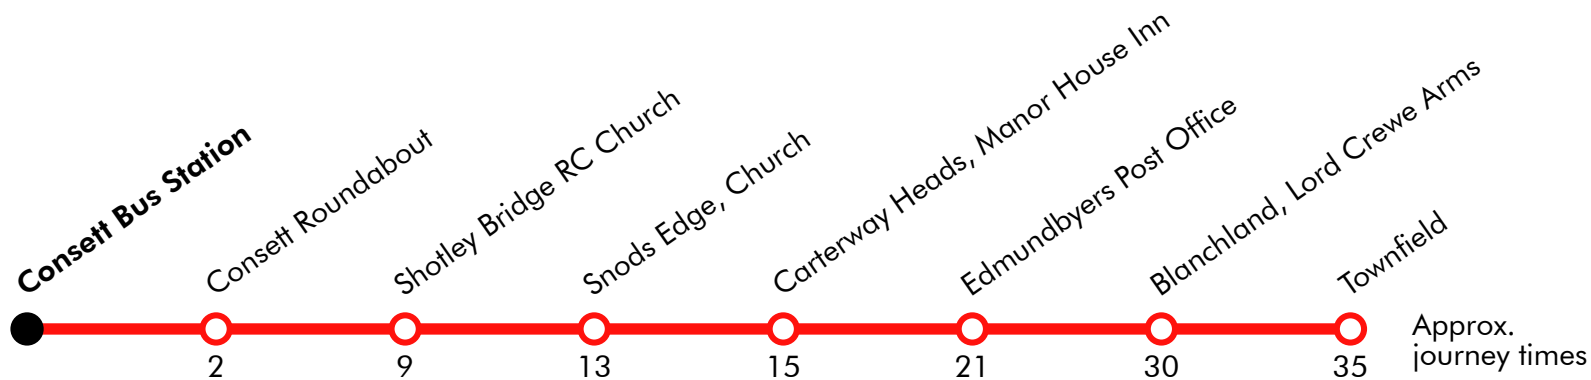 Consett Bus Station
Consett Roundabout
Shotley Bridge RC Church
Snods Edge, Church
Carterway Heads, Manor House Inn
Edmundbyers Post Office
Blanchland, Lord Crewe Arms
Townfield
2
9
13
15
21
30
35
Approx.
journey times